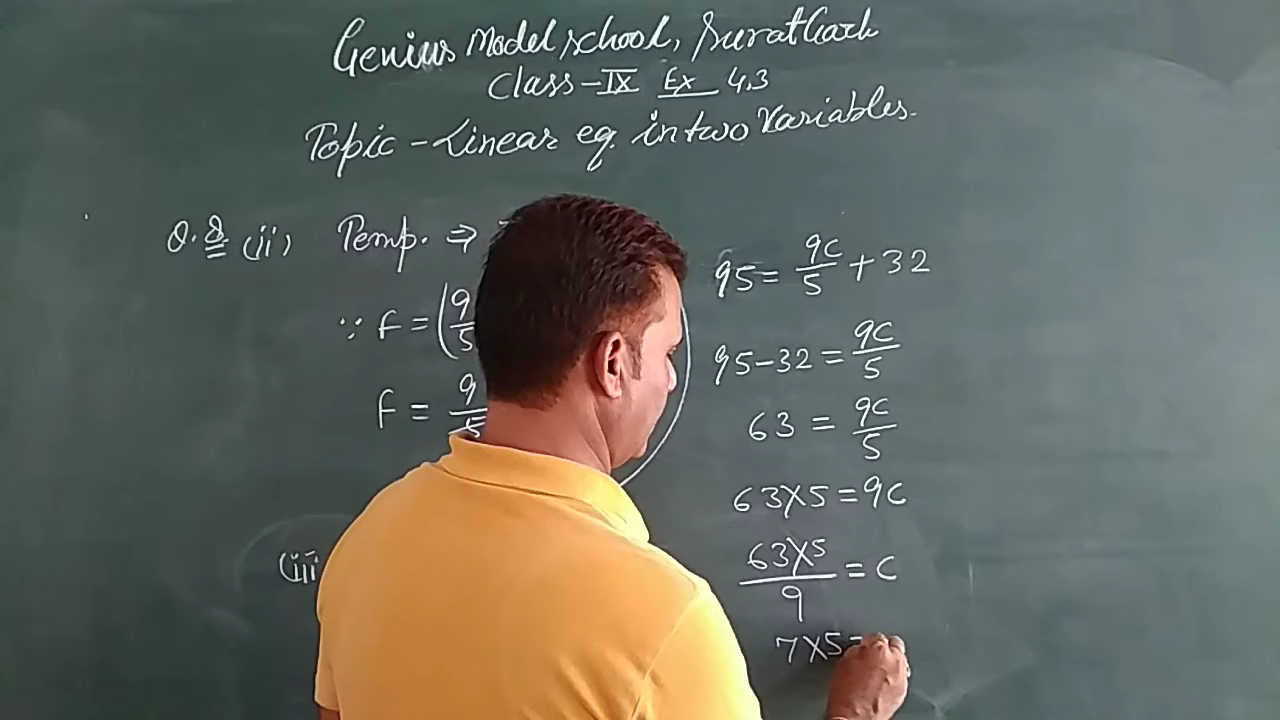 Genius Model school, SuratGarh
Class-IX Ex 4.3
Topic - Linear eq. in two Variables.
Q.8 (ii) Temp. ⇒
∵ F = (9/5
F = 9/5
(iii
95 = 9C/5 + 32
95-32 = 9C/5
63 = 9C/5
63×5 = 9C
63×5/9 = C
7×5=